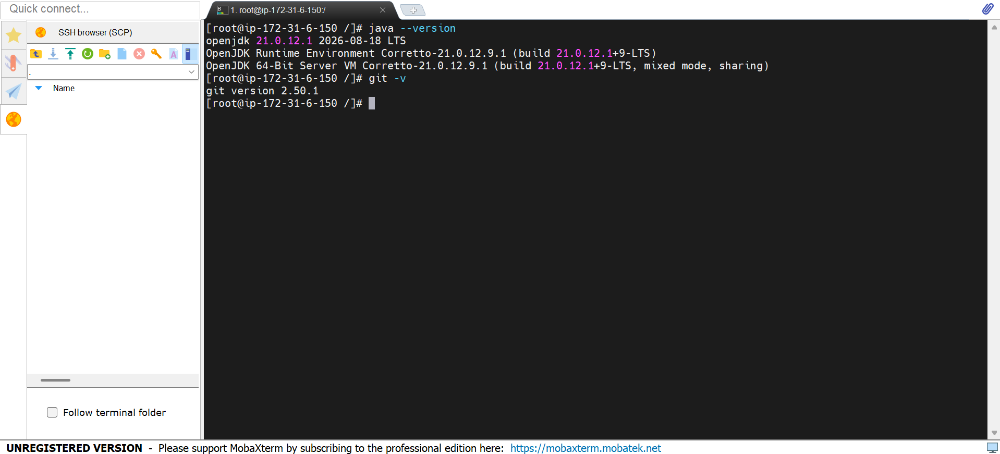 Quick connect...
1. root@ip-172-31-6-150:/
SSH browser (SCP)
.
Name
[root@ip-172-31-6-150 /]# java --version
openjdk 21.0.12.1 2026-08-18 LTS
OpenJDK Runtime Environment Corretto-21.0.12.9.1 (build 21.0.12.1+9-LTS)
OpenJDK 64-Bit Server VM Corretto-21.0.12.9.1 (build 21.0.12.1+9-LTS, mixed mode, sharing)
[root@ip-172-31-6-150 /]# git -v
git version 2.50.1
[root@ip-172-31-6-150 /]#
Follow terminal folder
UNREGISTERED VERSION - Please support MobaXterm by subscribing to the professional edition here: https://mobaxterm.mobatek.net